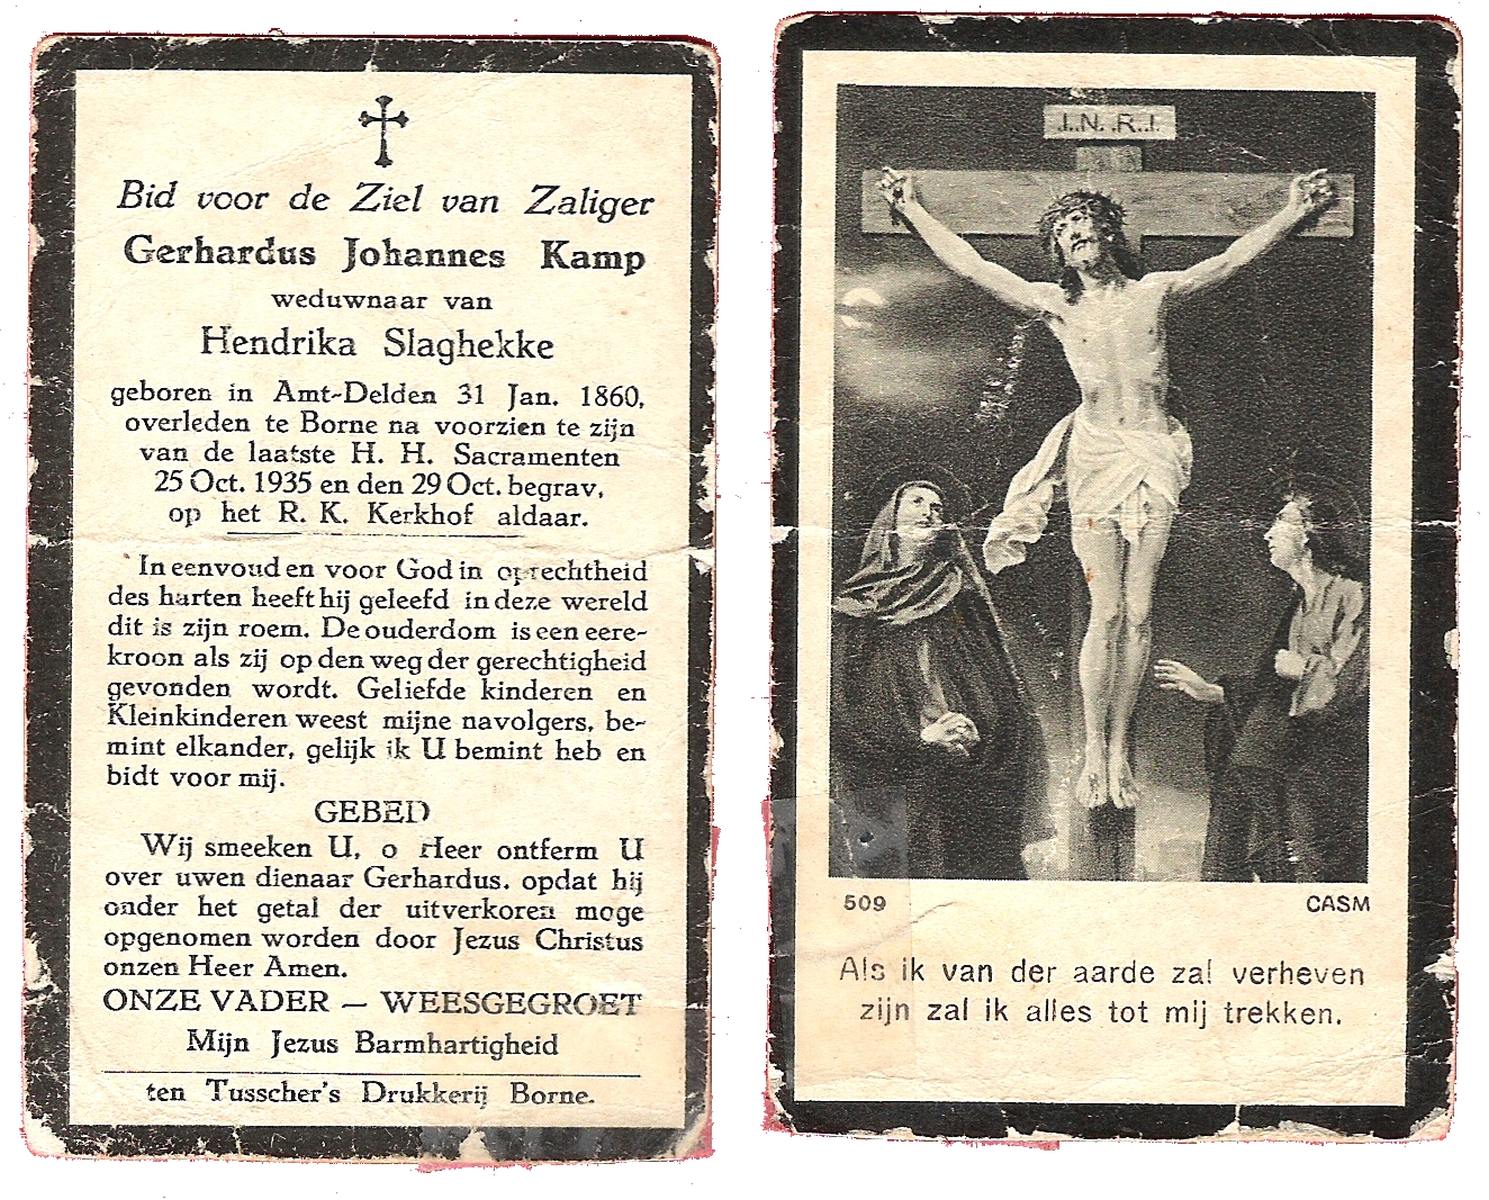 Bid voor de Ziel van Zaliger
Gerhardus Johannes Kamp
weduwnaar van
Hendrika Slaghekke
geboren in Amt-Delden 31 Jan. 1860,
overleden te Borne na voorzien te zijn
van de laatste H. H. Sacramenten
25 Oct. 1935 en den 29 Oct. begrav,
op het R. K. Kerkhof aldaar.
In eenvoud en voor God in oprechtheid
des harten heeft hij geleefd in deze wereld
dit is zijn roem. De ouderdom is een eere-
kroon als zij op den weg der gerechtigheid
gevonden wordt. Geliefde kinderen en
Kleinkinderen weest mijne navolgers, be-
mint elkander, gelijk ik U bemint heb en
bidt voor mij.
GEBED
Wij smeeken U, o Heer ontferm U
over uwen dienaar Gerhardus. opdat hij
onder het getal der uitverkoren moge
opgenomen worden door Jezus Christus
onzen Heer Amen.
ONZE VADER — WEESGEGROET
Mijn Jezus Barmhartigheid
ten Tusscher's Drukkerij Borne.
I.N.R.I.
509 CASM
Als ik van der aarde zal verheven
zijn zal ik alles tot mij trekken.